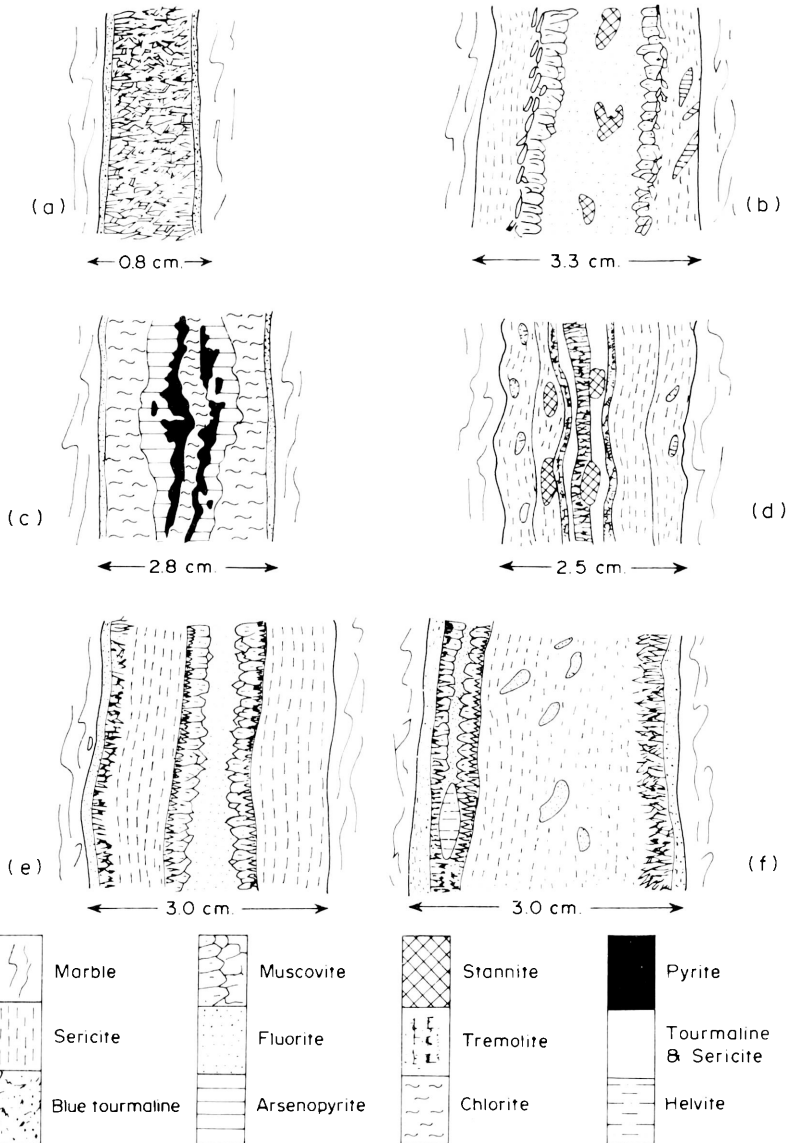 (a)
0.8 cm.
(b)
3.3 cm.
(c)
2.8 cm.
(d)
2.5 cm.
(e)
3.0 cm.
(f)
3.0 cm.
Marble
Muscovite
Stannite
Pyrite
Sericite
Fluorite
Tremolite
Tourmaline
& Sericite
Blue tourmaline
Arsenopyrite
Chlorite
Helvite